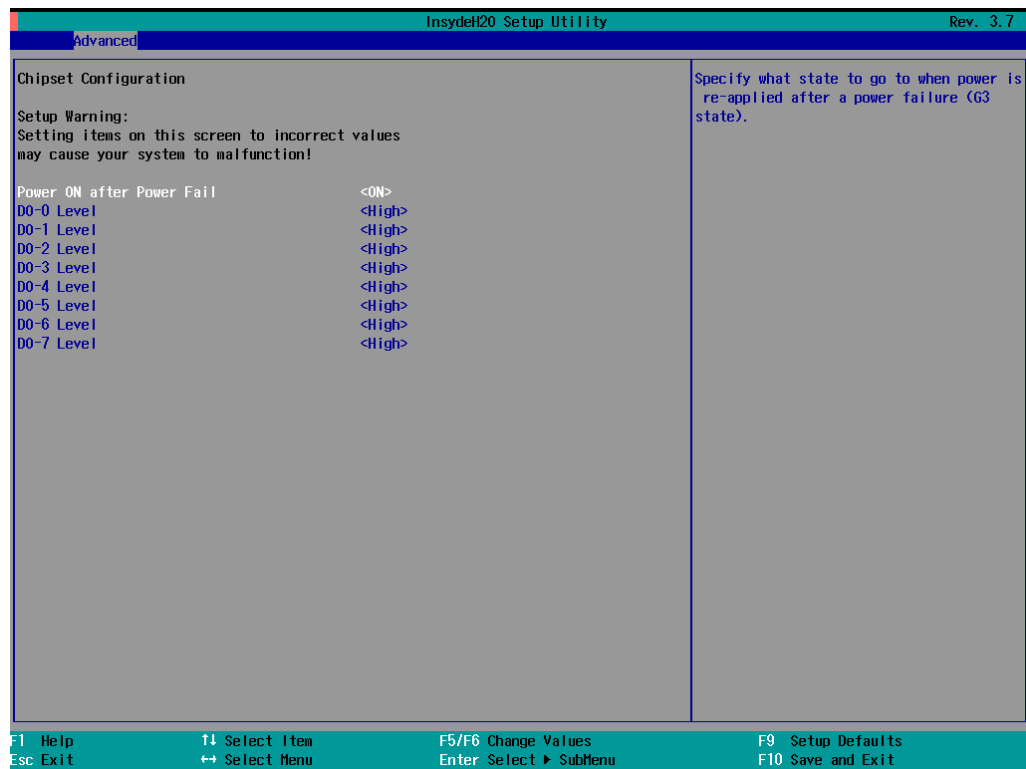 InsydeH20 Setup Utility Rev. 3.7
Advanced
Chipset Configuration
Setup Warning:
Setting items on this screen to incorrect values
may cause your system to malfunction!
Power ON after Power Fail <ON>
DO-0 Level <High>
DO-1 Level <High>
DO-2 Level <High>
DO-3 Level <High>
DO-4 Level <High>
DO-5 Level <High>
DO-6 Level <High>
DO-7 Level <High>
Specify what state to go to when power is
re-applied after a power failure (G3
state).
F1 Help ↑↓ Select Item F5/F6 Change Values F9 Setup Defaults
Esc Exit ↔ Select Menu Enter Select ▶ SubMenu F10 Save and Exit